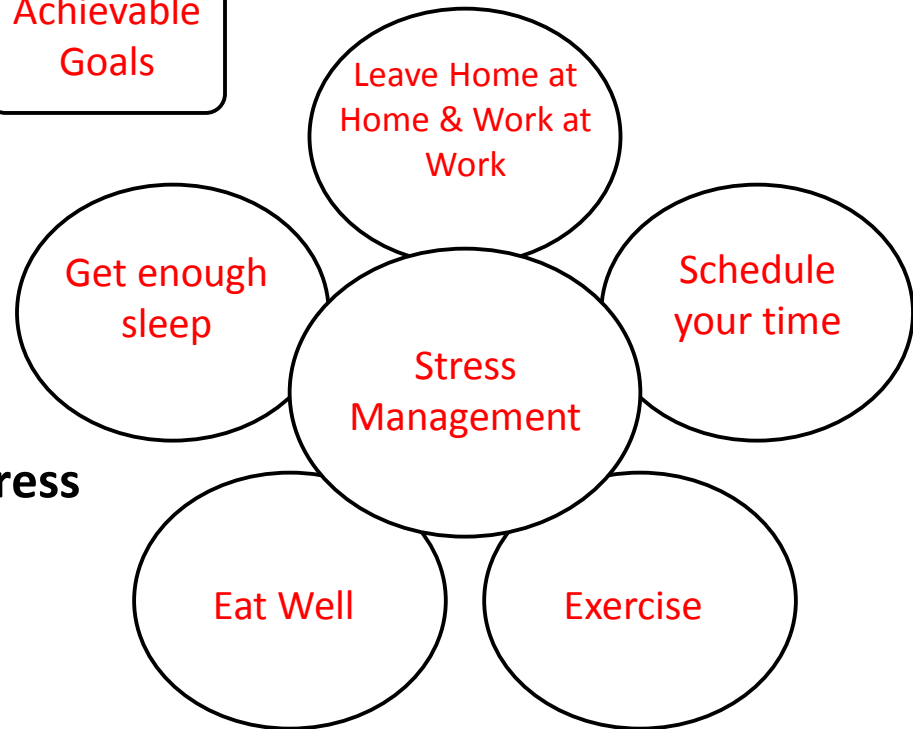 Achievable
Goals
Leave Home at
Home & Work at
Work
Get enough
sleep
Schedule
your time
Stress
Management
ress
Eat Well
Exercise